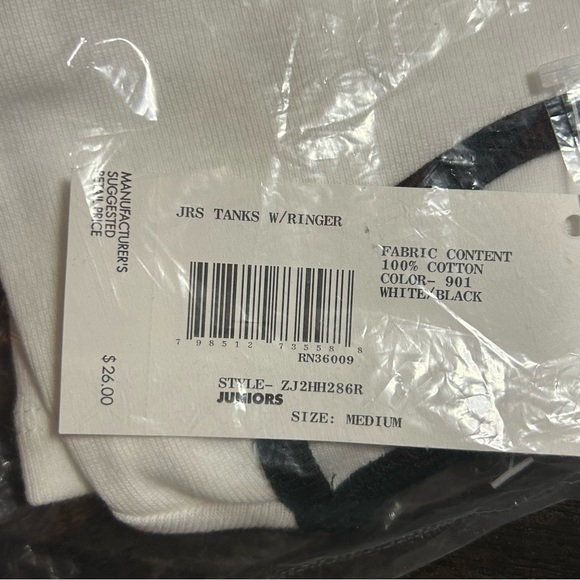 MANUFACTURER'S
SUGGESTED
RETAIL PRICE
$ 26.00
JRS TANKS W/RINGER
7 98512 73558 8
RN36009
STYLE- ZJ2HH286R
JUNIORS
SIZE: MEDIUM
FABRIC CONTENT
100% COTTON
COLOR- 901
WHITE/BLACK